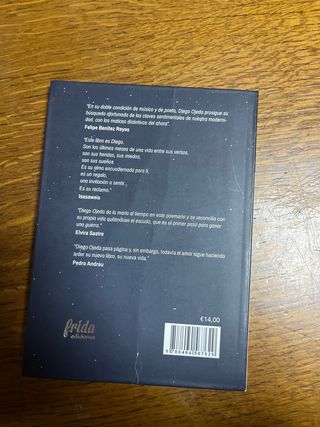 "En su doble condición de músico y de poeta, Diego Ojeda prosigue su
búsqueda afortunada de las claves sentimentales de nuestra moderni-
dad, con los matices distintivos del ahora"
Felipe Benítez Reyes
"Este libro es Diego.
Son los últimos meses de una vida entre sus versos,
son sus heridas, sus miedos,
son sus sueños.
Es su alma encuadernada para ti,
es un regalo,
una invitación a sentir.
Es su reclamo."
Isasaweis
"Diego Ojeda da la mano al tiempo en este poemario y se reconcilia con
su propia vida quitándose el escudo, que es el primer paso para ganar
una guerra."
Elvira Sastre
"Diego Ojeda pasa página y, sin embargo, todavía el amor sigue haciendo
arder su nuevo libro, su nueva vida."
Pedro Andreu
€14,00
frida
ediciones